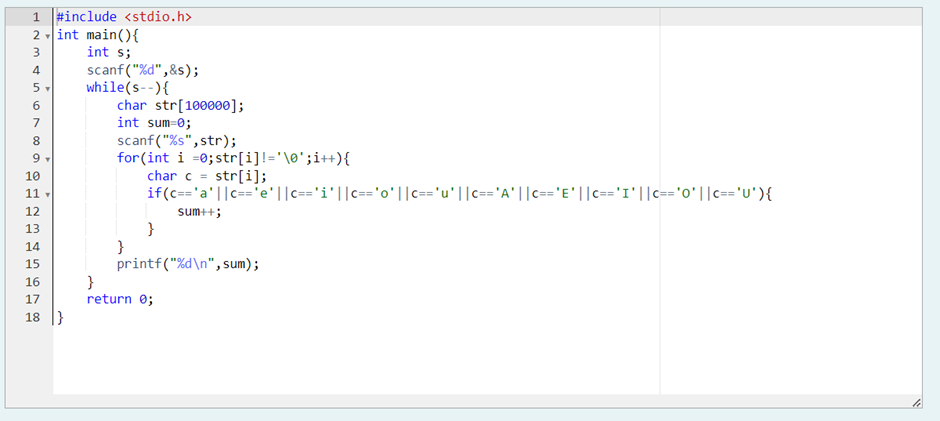 1 #include <stdio.h>
2 int main(){
3 int s;
4 scanf("%d",&s);
5 while(s--){
6 char str[100000];
7 int sum=0;
8 scanf("%s",str);
9 for(int i =0;str[i]!='\0';i++){
10 char c = str[i];
11 if(c=='a'||c=='e'||c=='i'||c=='o'||c=='u'||c=='A'||c=='E'||c=='I'||c=='O'||c=='U'){
12 sum++;
13 }
14 }
15 printf("%d\n",sum);
16 }
17 return 0;
18 }